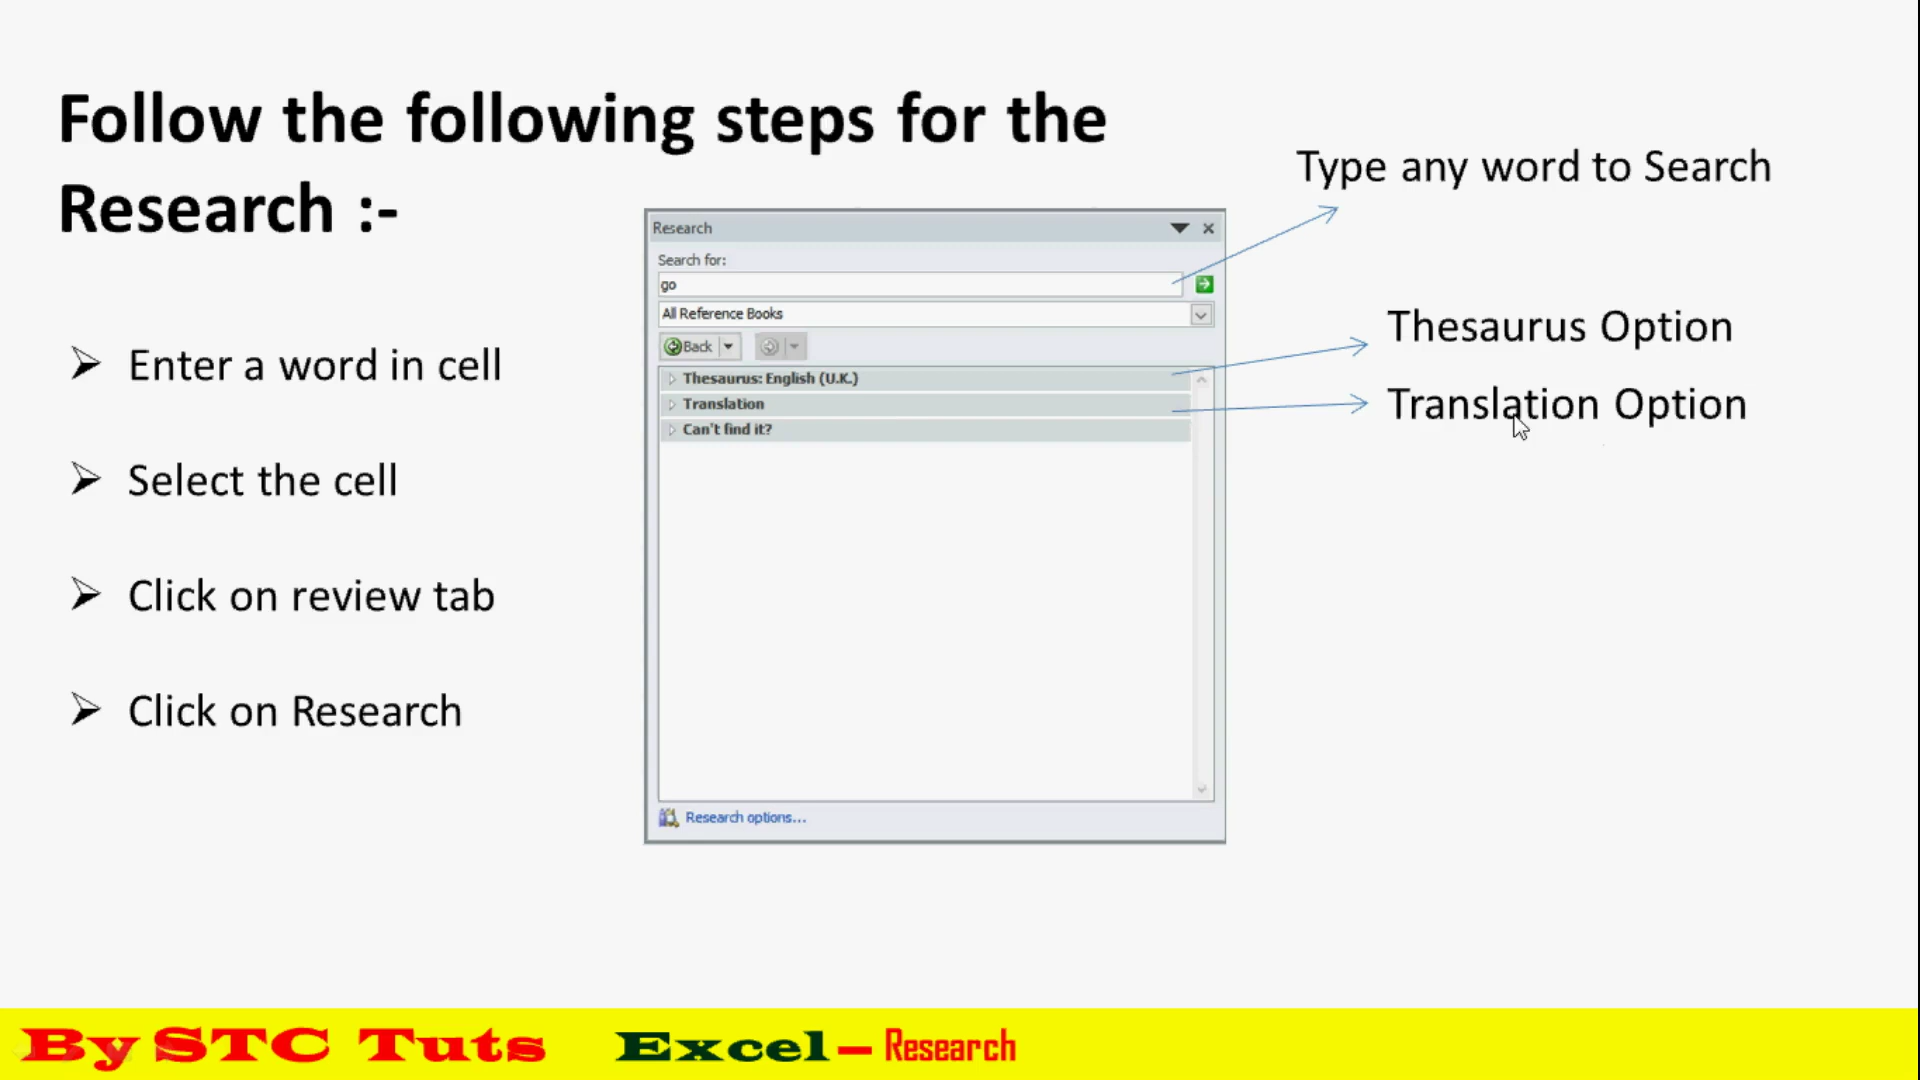 Follow the following steps for the
Research :-
Enter a word in cell
Select the cell
Click on review tab
Click on Research
Research
Search for:
go
All Reference Books
Back
Thesaurus: English (U.K.)
Translation
Can't find it?
Research options...
Type any word to Search
Thesaurus Option
Translation Option
By STC Tuts Excel – Research